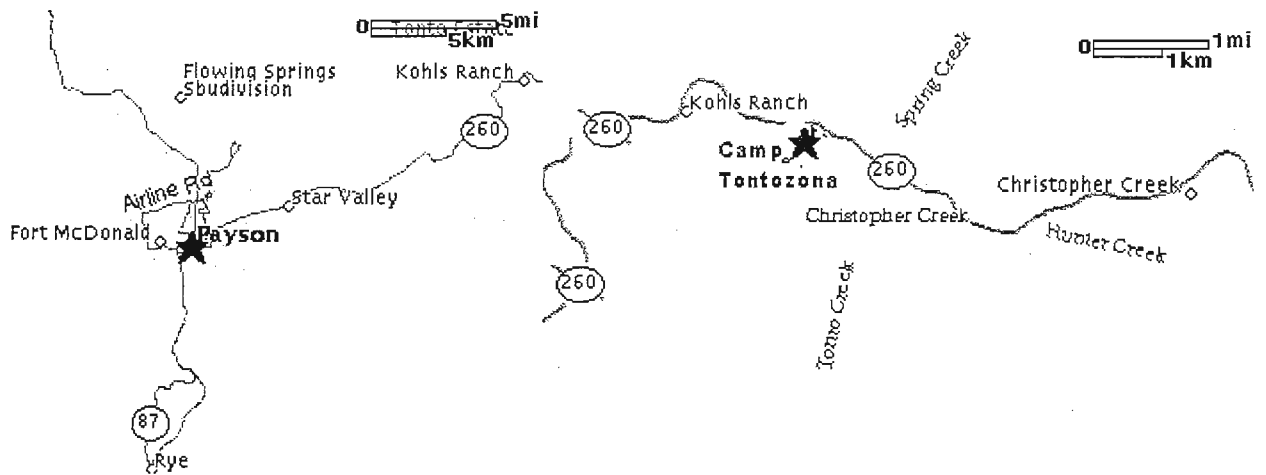 0 5mi
5km
0 1mi
1km
Flowing Springs
Sbudivision
Kohls Ranch
260
260
Kohls Ranch
Spring Creek
Camp
Tontozona
260
Airline
Star Valley
Christopher Creek
Christopher Creek
Fort McDonald
Payson
Hunter Creek
260
Tonto Creek
87
Rye